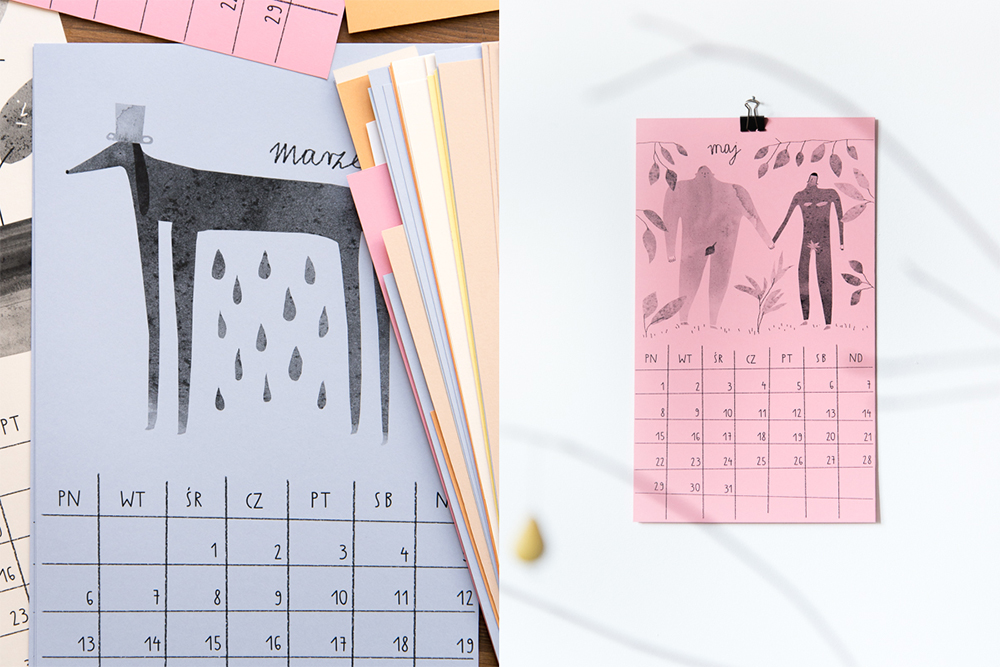 22
29
marze
PT
16
23
PN WT ŚR CZ PT SB N
1 2 3 4
6 7 8 9 10 11 12
13 14 15 16 17 18 19
maj
PN WT ŚR CZ PT SB ND
1 2 3 4 5 6 7
8 9 10 11 12 13 14
15 16 17 18 19 20 21
22 23 24 25 26 27 28
29 30 31